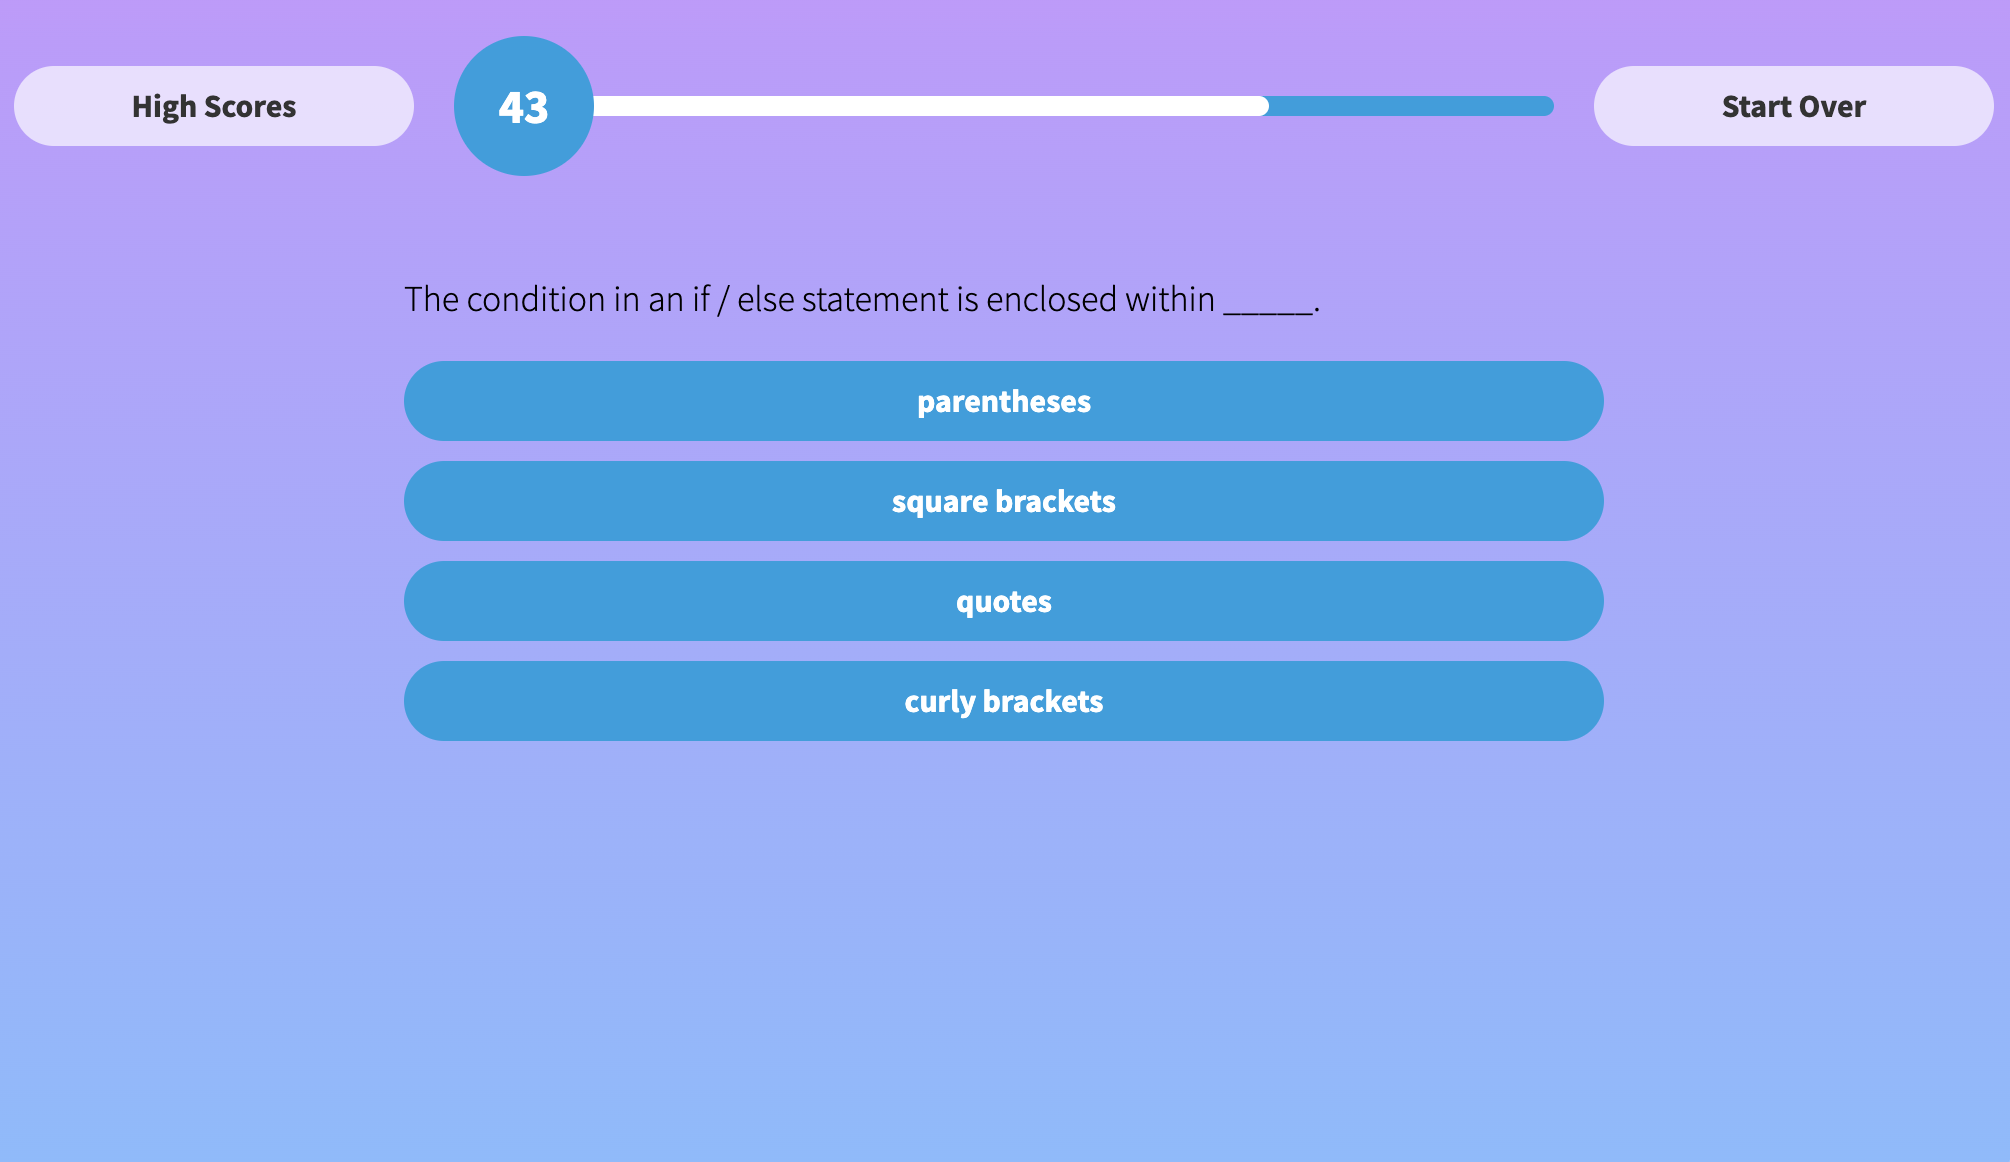 High Scores
43
Start Over
The condition in an if / else statement is enclosed within _____.
parentheses
square brackets
quotes
curly brackets